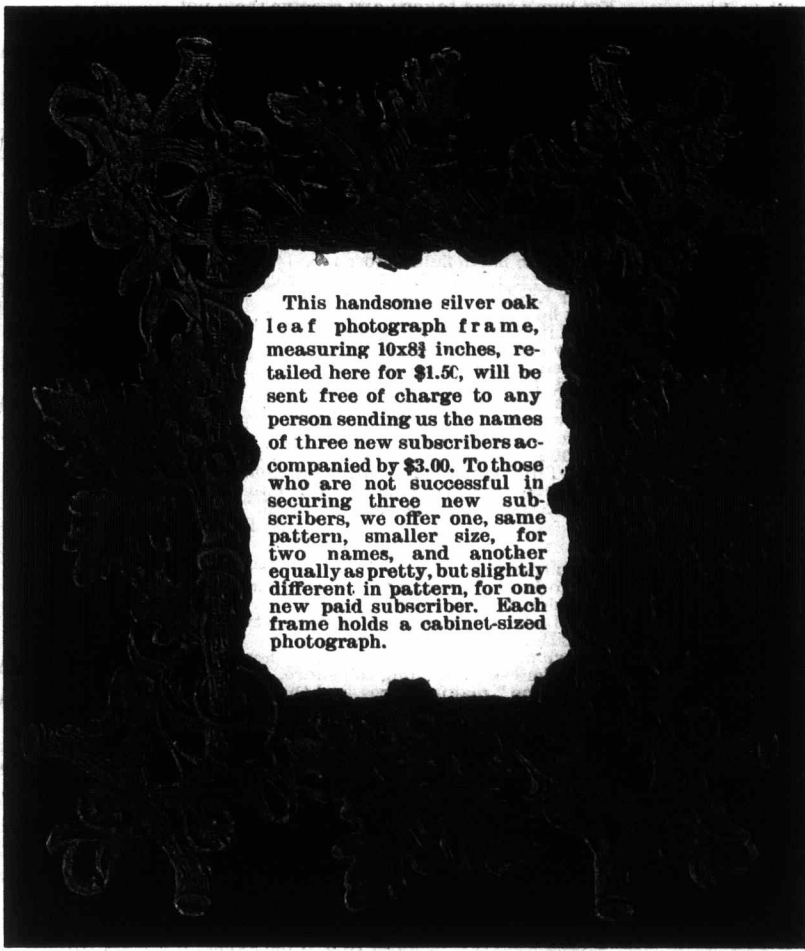 This handsome silver oak
leaf photograph frame,
measuring 10x8¾ inches, re-
tailed here for $1.50, will be
sent free of charge to any
person sending us the names
of three new subscribers ac-
companied by $3.00. To those
who are not successful in
securing three new sub-
scribers, we offer one, same
pattern, smaller size, for
two names, and another
equally as pretty, but slightly
different in pattern, for one
new paid subscriber. Each
frame holds a cabinet-sized
photograph.